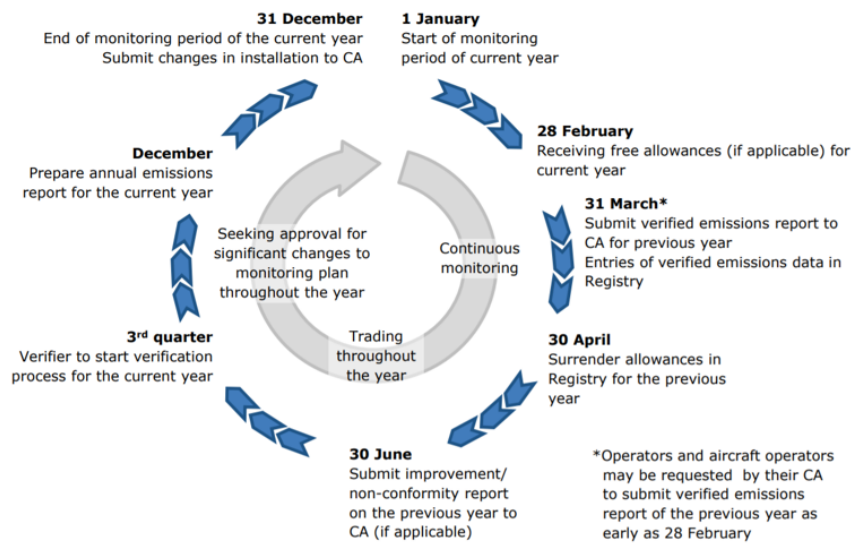 31 December
End of monitoring period of the current year
Submit changes in installation to CA
1 January
Start of monitoring
period of current year
28 February
Receiving free allowances (if applicable) for
current year
31 March*
Submit verified emissions report to
CA for previous year
Entries of verified emissions data in
Registry
30 April
Surrender allowances in
Registry for the previous
year
30 June
Submit improvement/
non-conformity report
on the previous year to
CA (if applicable)
3rd quarter
Verifier to start verification
process for the current year
December
Prepare annual emissions
report for the current year
Seeking approval for
significant changes to
monitoring plan
throughout the year
Continuous
monitoring
Trading
throughout
the year
*Operators and aircraft operators
may be requested by their CA
to submit verified emissions
report of the previous year as
early as 28 February